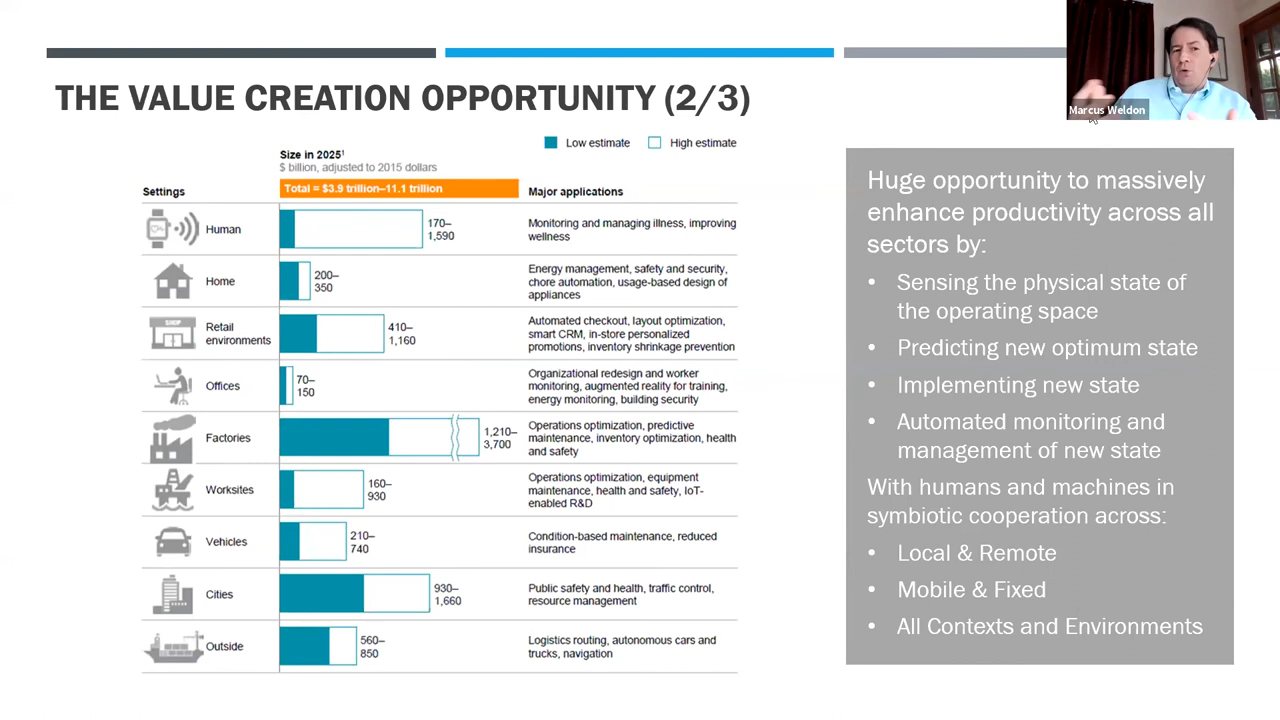 THE VALUE CREATION OPPORTUNITY (2/3)
Marcus Weldon
Low estimate
High estimate
Size in 2025¹
$ billion, adjusted to 2015 dollars
Settings
Total = $3.9 trillion–11.1 trillion
Major applications
Human
170–
1,590
Monitoring and managing illness, improving
wellness
Home
200–
350
Energy management, safety and security,
chore automation, usage-based design of
appliances
SHOP
Retail
environments
410–
1,160
Automated checkout, layout optimization,
smart CRM, in-store personalized
promotions, inventory shrinkage prevention
Offices
70–
150
Organizational redesign and worker
monitoring, augmented reality for training,
energy monitoring, building security
Factories
1,210–
3,700
Operations optimization, predictive
maintenance, inventory optimization, health
and safety
Worksites
160–
930
Operations optimization, equipment
maintenance, health and safety, IoT-
enabled R&D
Vehicles
210–
740
Condition-based maintenance, reduced
insurance
Cities
930–
1,660
Public safety and health, traffic control,
resource management
Outside
560–
850
Logistics routing, autonomous cars and
trucks, navigation
Huge opportunity to massively
enhance productivity across all
sectors by:
• Sensing the physical state of
the operating space
• Predicting new optimum state
• Implementing new state
• Automated monitoring and
management of new state
With humans and machines in
symbiotic cooperation across:
• Local & Remote
• Mobile & Fixed
• All Contexts and Environments